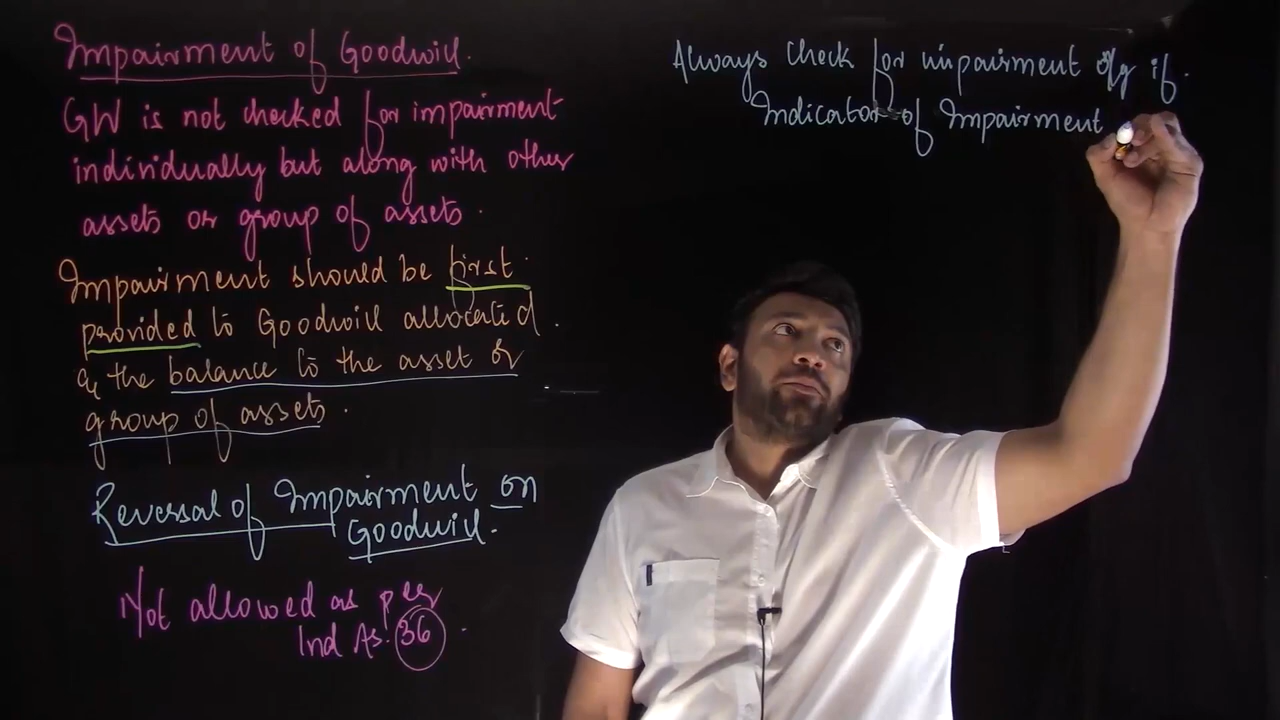 Impairment of Goodwill.
GW is not checked for impairment
individually but along with other
assets or group of assets.
Impairment should be first
provided to Goodwill allocated.
& the balance to the asset or
group of assets.
Reversal of Impairment on
Goodwill.
Not allowed as per
Ind As. 36.
Always check for impairment only if.
Indicator of Impairment